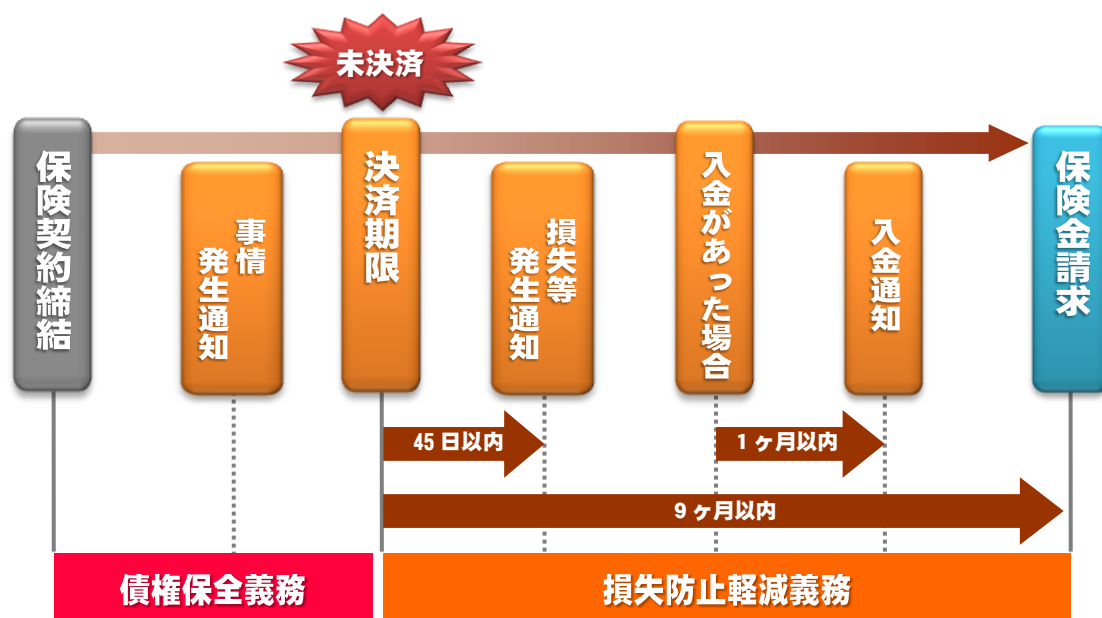 未決済
保険契約締結
事情
発生通知
決済期限
損失等
発生通知
入金があった場合
入金通知
保険金請求
45日以内
1ヶ月以内
9ヶ月以内
債権保全義務
損失防止軽減義務